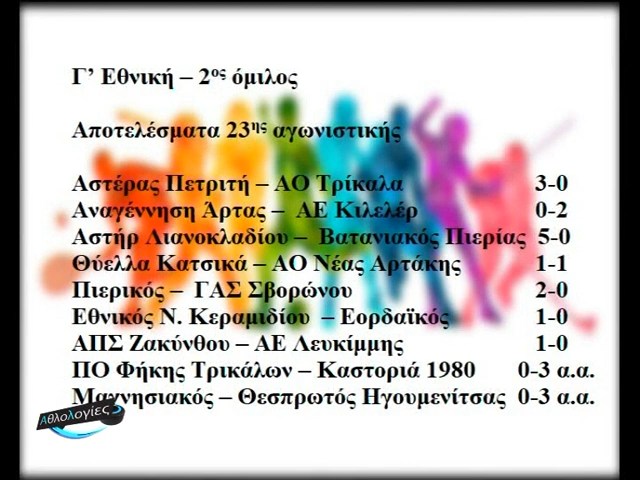 Γ’ Εθνική – 2ος όμιλος
Αποτελέσματα 23ης αγωνιστικής
Αστέρας Πετριτή – ΑΟ Τρίκαλα 3-0
Αναγέννηση Άρτας – ΑΕ Κιλελέρ 0-2
Αστήρ Λιανοκλαδίου – Βατανιακός Πιερίας 5-0
Θύελλα Κατσικά – ΑΟ Νέας Αρτάκης 1-1
Πιερικός – ΓΑΣ Σβορώνου 2-0
Εθνικός Ν. Κεραμιδίου – Εορδαϊκός 1-0
ΑΠΣ Ζακύνθου – ΑΕ Λευκίμμης 1-0
ΠΟ Φήκης Τρικάλων – Καστοριά 1980 0-3 α.α.
Μαγνησιακός – Θεσπρωτός Ηγουμενίτσας 0-3 α.α.
Αθλολογίες